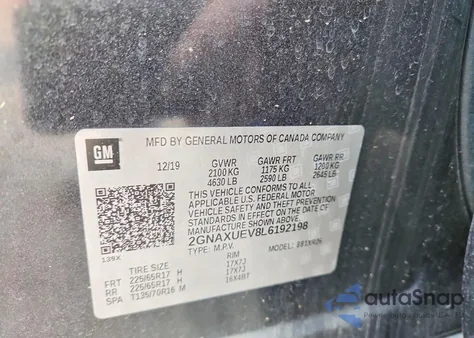 GM
MFD BY GENERAL MOTORS OF CANADA COMPANY
12/19 GVWR GAWR FRT GAWR RR
2100 KG 1175 KG 1200 KG
4630 LB 2590 LB 2645 LB
THIS VEHICLE CONFORMS TO ALL
APPLICABLE U.S. FEDERAL MOTOR
VEHICLE SAFETY AND THEFT
PREVENTION STANDARDS IN EFFECT
ON THE DATE OF MANUFACTURE
SHOWN ABOVE.
2GNAXUEV8L6192198
TYPE: M.P.V. MODEL:
TIRE SIZE RIM
FRT 225/65R17 H 17X7J
RR 225/65R17 H 17X7J
SPA T135/70R16 M 16X4BT
autoSnap